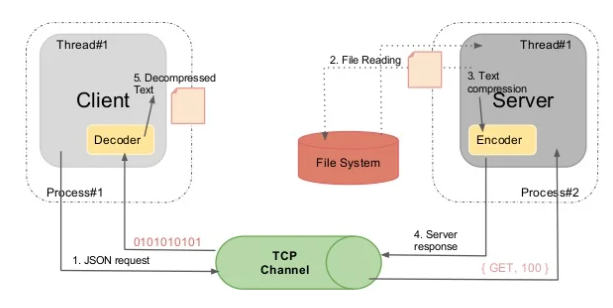 Thread#1
5. Decompressed
Text
Client
Decoder
Process#1
0101010101
1. JSON request
2. File Reading
File System
Thread#1
3. Text
compression
Server
Encoder
Process#2
4. Server
response
TCP
Channel
{ GET, 100 }